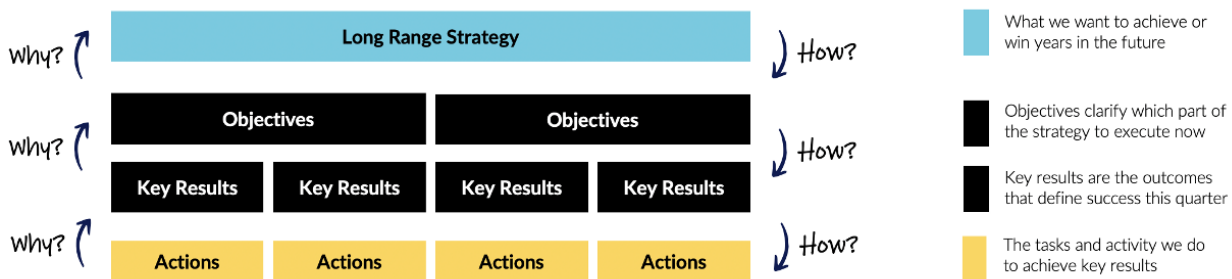 Why?
Long Range Strategy
How?
What we want to achieve or
win years in the future
Why?
Objectives
Objectives
How?
Objectives clarify which part of
the strategy to execute now
Key Results
Key Results
Key Results
Key Results
Key results are the outcomes
that define success this quarter
Why?
Actions
Actions
Actions
Actions
How?
The tasks and activity we do
to achieve key results